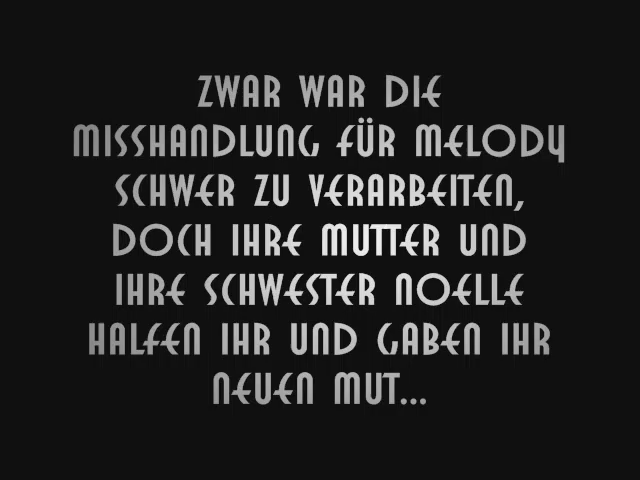 ZWAR WAR DIE
MISSHANDLUNG FÜR MELODY
SCHWER ZU VERARBEITEN,
DOCH IHRE MUTTER UND
IHRE SCHWESTER NOELLE
HALFEN IHR UND GABEN IHR
NEUEN MUT...